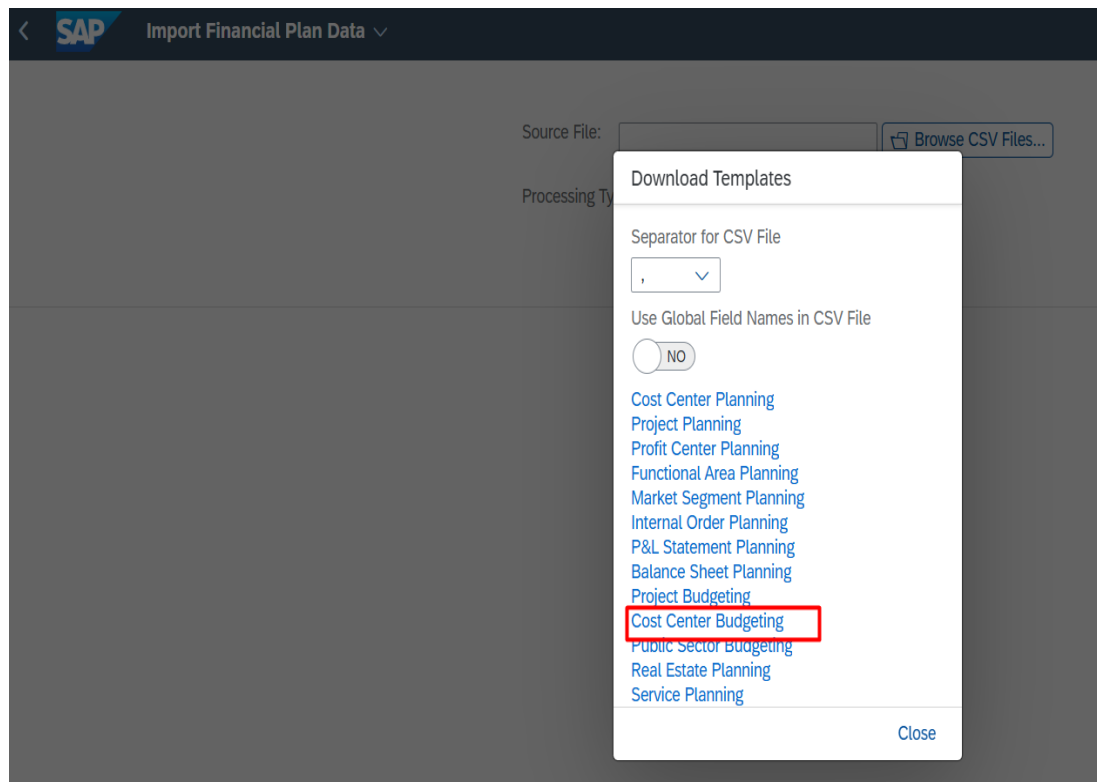 SAP Import Financial Plan Data
Source File: Browse CSV Files...
Processing Ty
Download Templates
Separator for CSV File
,
Use Global Field Names in CSV File
NO
Cost Center Planning
Project Planning
Profit Center Planning
Functional Area Planning
Market Segment Planning
Internal Order Planning
P&L Statement Planning
Balance Sheet Planning
Project Budgeting
Cost Center Budgeting
Public Sector Budgeting
Real Estate Planning
Service Planning
Close